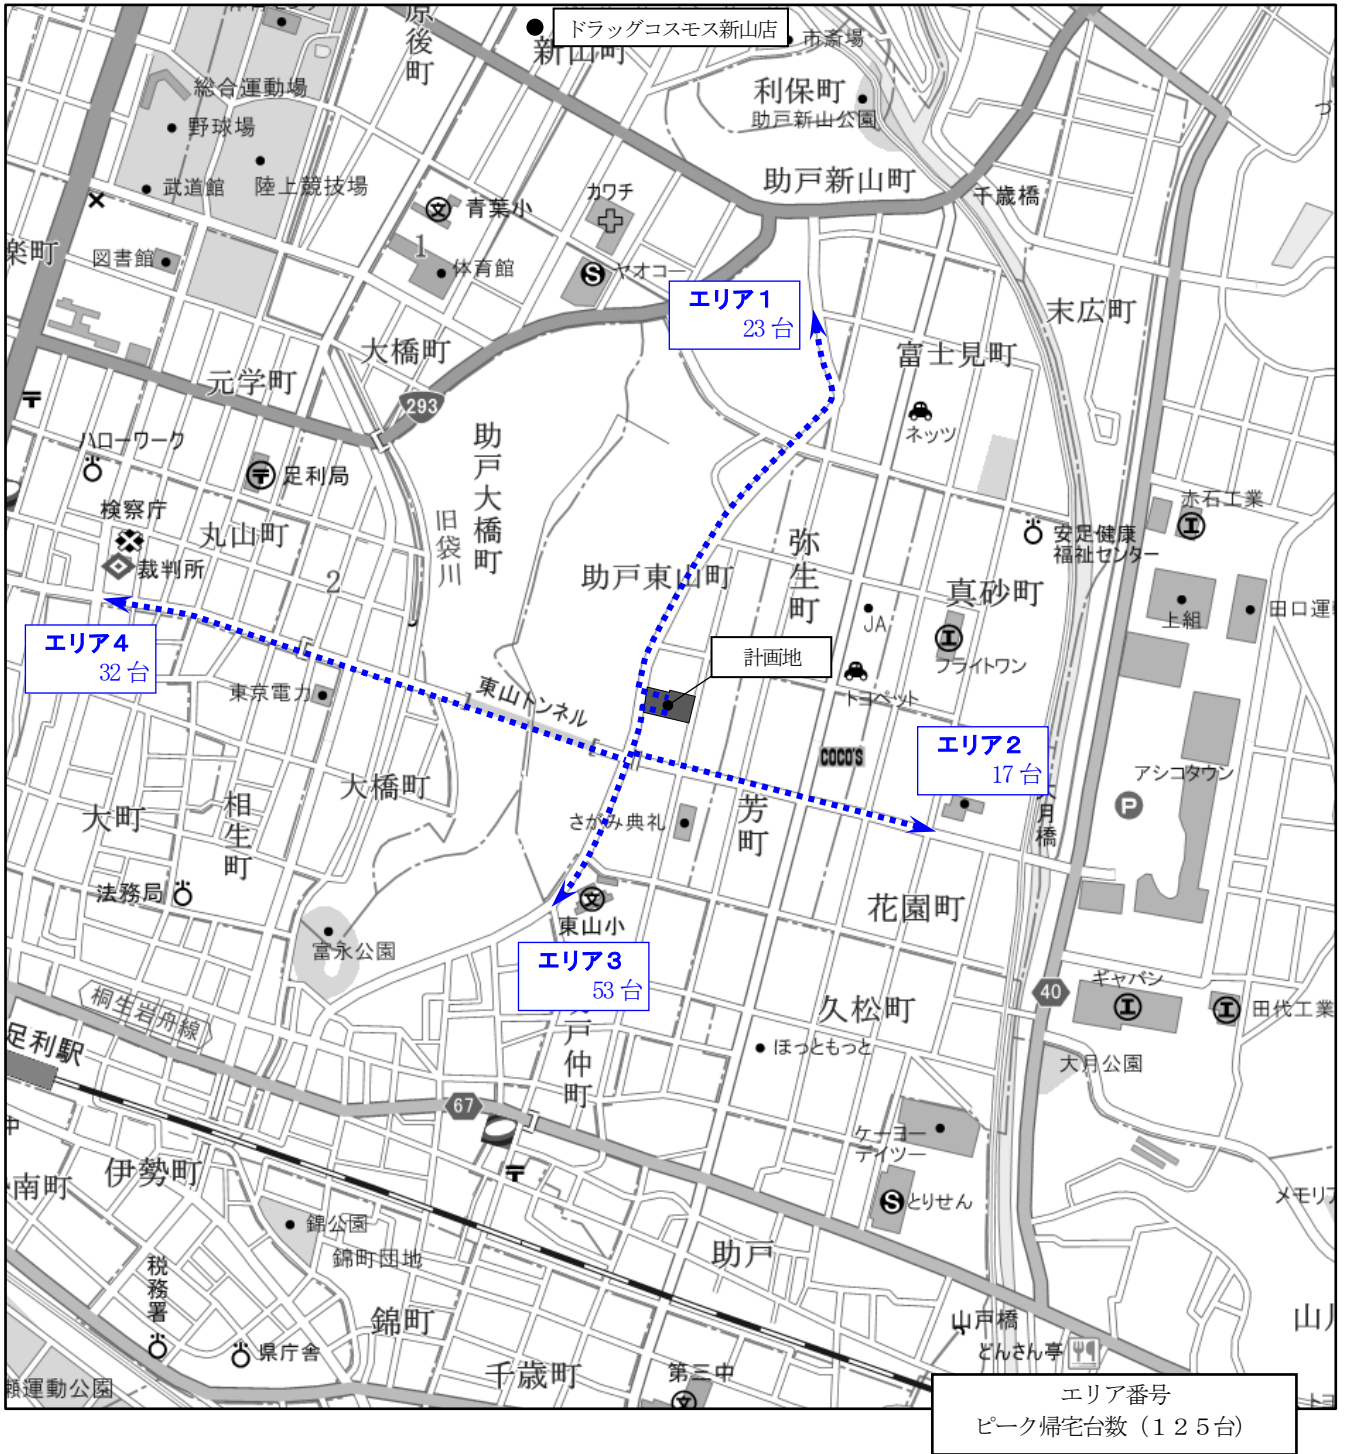 ドラッグコスモス新山店
新山町
市斎場
総合運動場
野球場
武道館
陸上競技場
利保町
助戸新山公園
助戸新山町
千歳橋
カワチ
青葉小
1
体育館
ヤオコー
図書館
エリア1
23台
末広町
大橋町
元学町
富士見町
293
ネッツ
ハローワーク
足利局
検察庁
丸山町
裁判所
2
助戸大橋町
旧袋川
助戸東山町
弥生町
赤石工業
安足健康
福祉センター
真砂町
JA
上組
フライトワン
エリア4
32台
計画地
東京電力
東山トンネル
トヨペット
COCO'S
エリア2
17台
アシコタウン
P
大町
相生町
大橋町
さがみ典礼
芳町
法務局
東山小
花園町
富永公園
エリア3
53台
40
ギャバン
田代工業
桐生岩舟線
足利駅
久松町
ほっともっと
大月公園
67
ケーヨー
デイツー
とりせん
伊勢町
南町
錦公園
錦町団地
助戸
税務署
錦町
県庁舎
千歳町
第三中
山戸橋
どんさん亭
エリア番号
ピーク帰宅台数（125台）